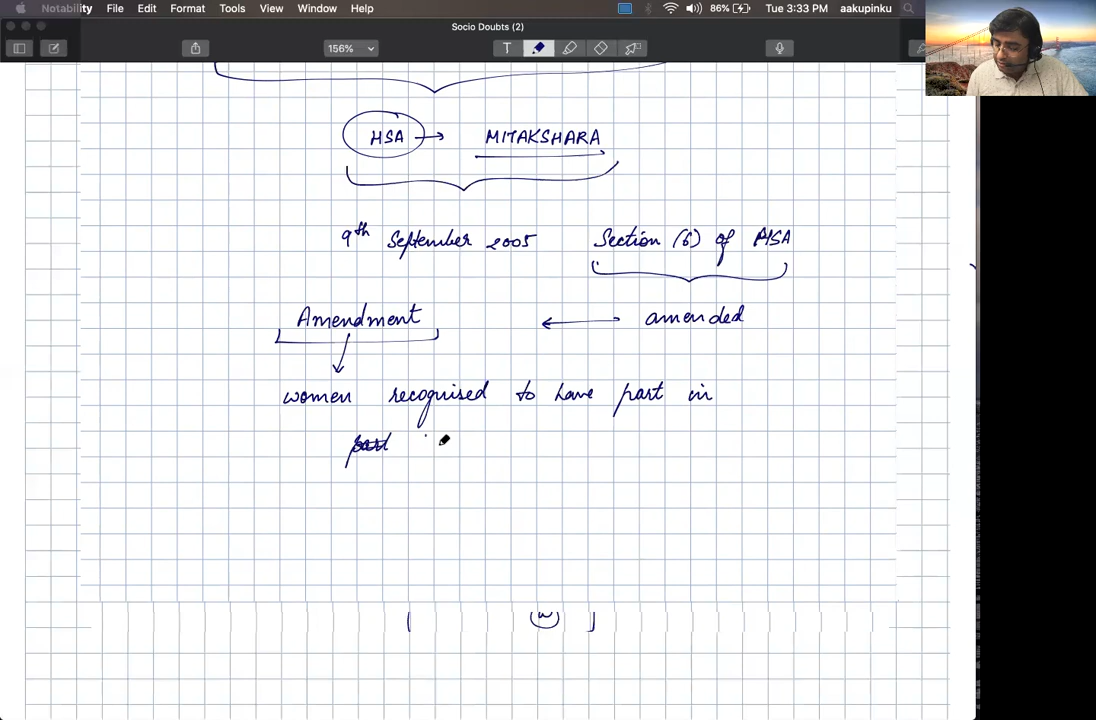 Notability File Edit Format Tools View Window Help 86% Tue 3:33 PM aakupinku
Socio Doubts (2)
156% T
HSA → MITAKSHARA
9th September 2005 Section (6) of HSA
Amendment ↔ amended
women recognised to have part in